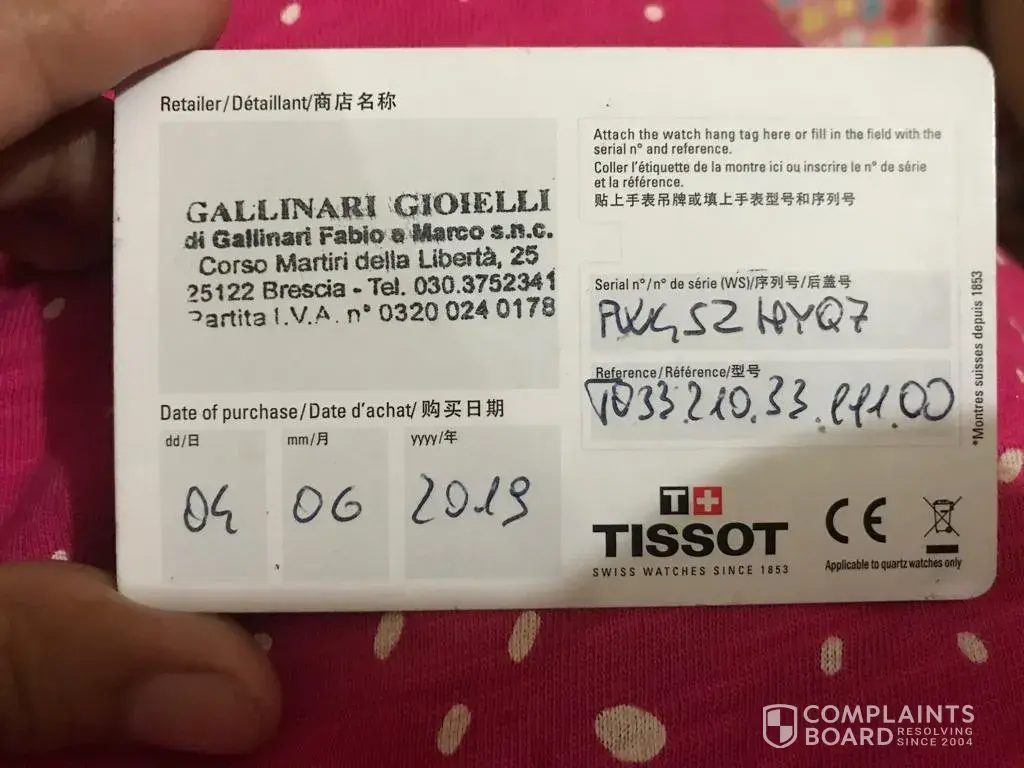 Retailer/Détaillant/商店名称
GALLINARI GIOIELLI
di Gallinari Fabio e Marco s.n.c.
Corso Martiri della Libertà, 25
25122 Brescia - Tel. 030.3752341
Partita I.V.A. n° 0320 024 0178
Date of purchase/Date d'achat/购买日期
dd/日
mm/月
yyyy/年
04
06
2019
Attach the watch hang tag here or fill in the field with the
serial n° and reference.
Coller l'étiquette de la montre ici ou inscrire le n° de série
et la référence.
贴上手表吊牌或填上手表型号和序列号
Serial n°/n° de série (WS)/序列号/后盖号
Reference/Référence/型号
T033.210.33.111.00
*Montres suisses depuis 1853
T+
TISSOT
SWISS WATCHES SINCE 1853
CE
Applicable to quartz watches only
COMPLAINTS
BOARD RESOLVING
SINCE 2004